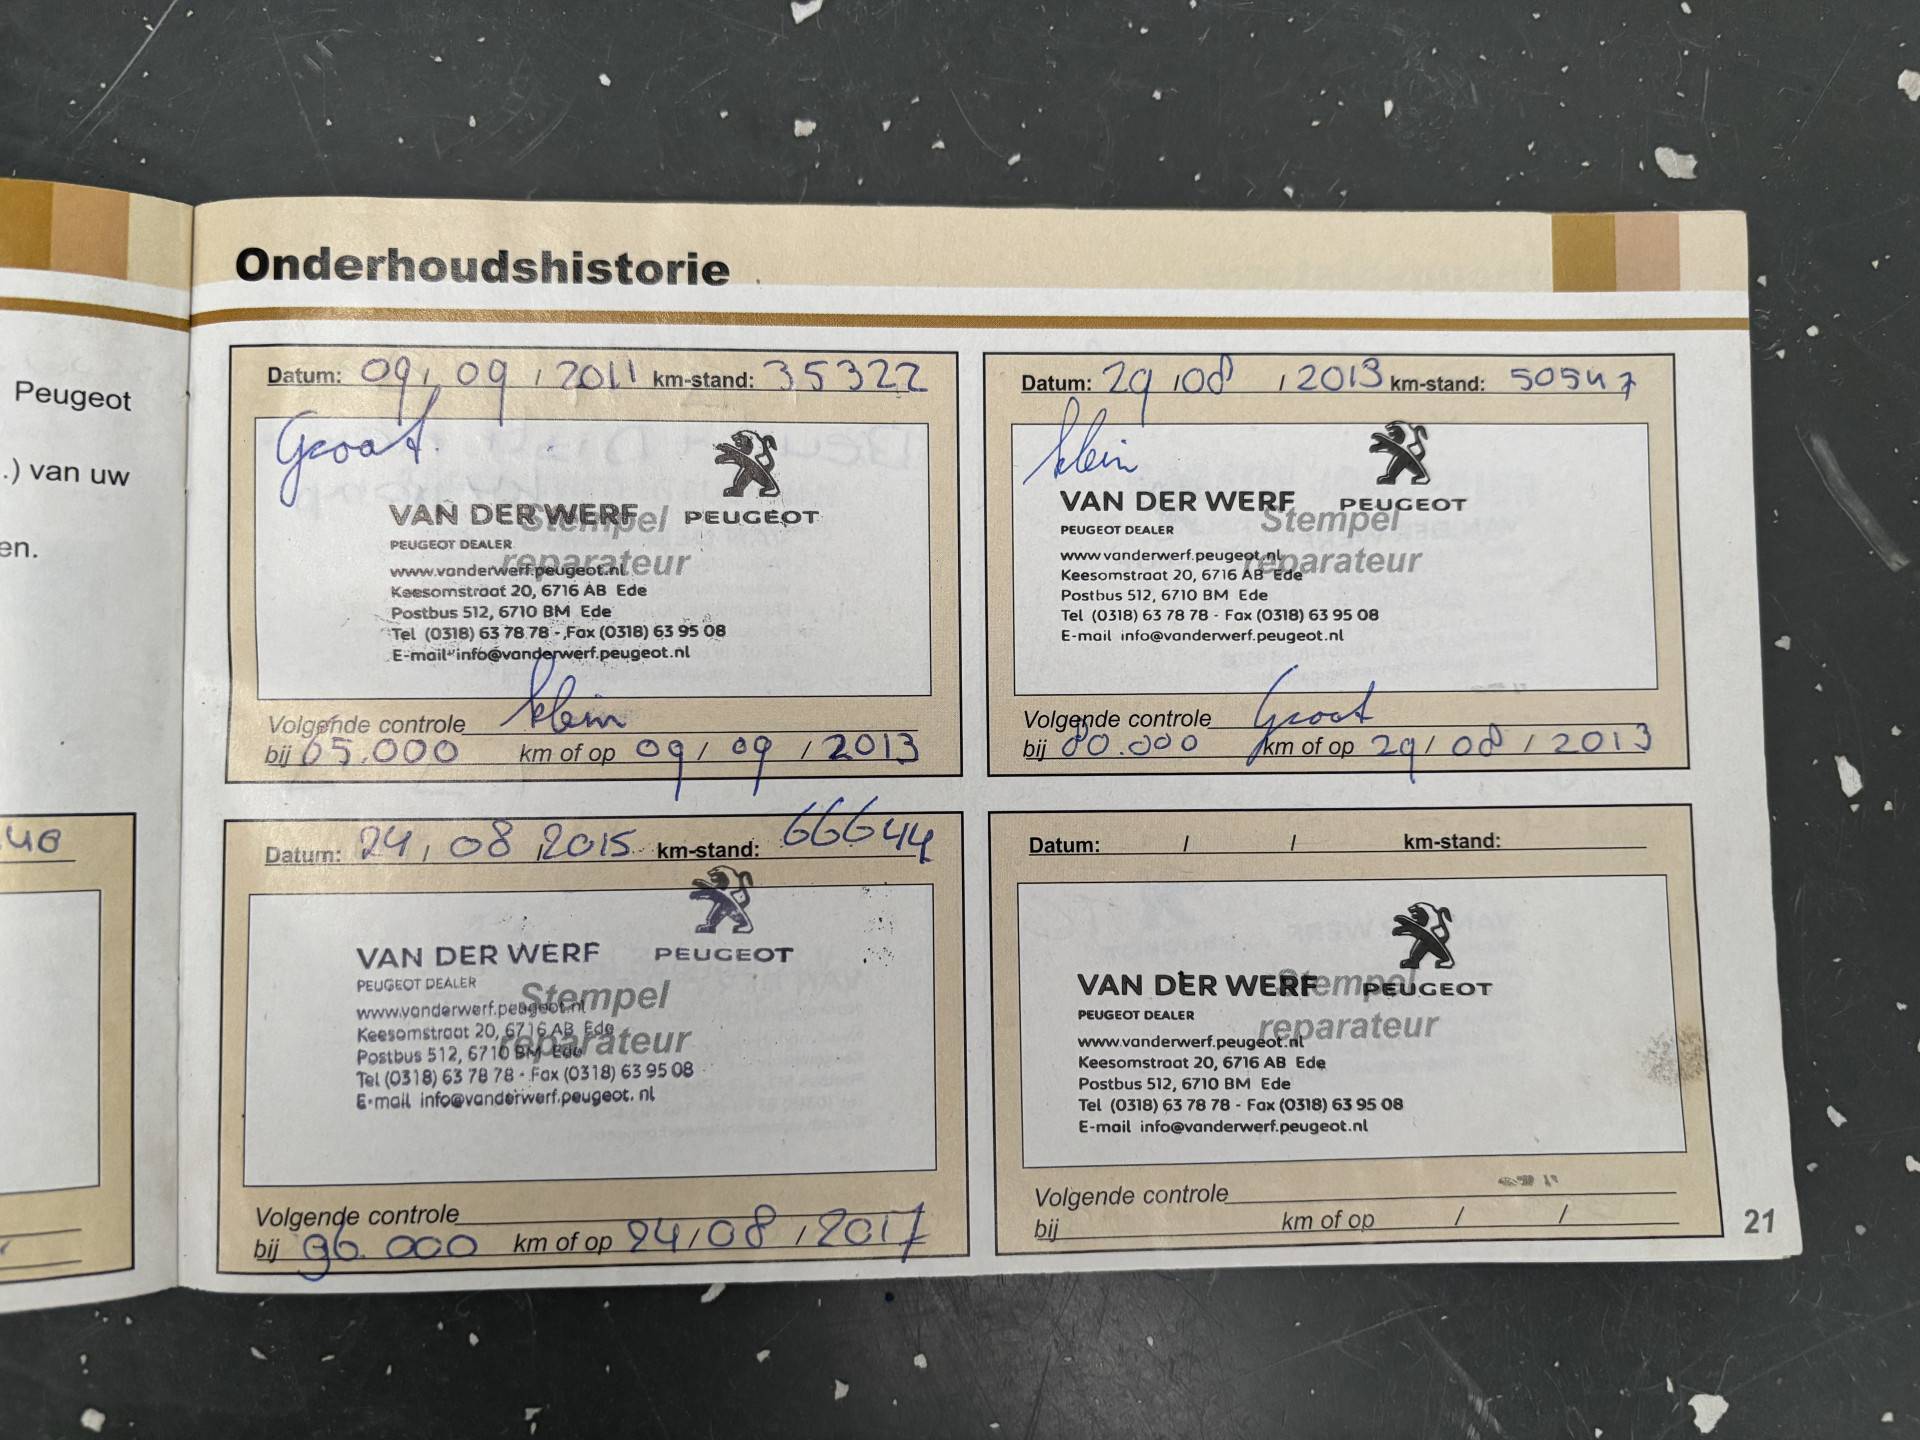 Onderhoudshistorie
Peugeot
.) van uw
en.
Datum: 09 / 09 / 2011 km-stand: 35322
Groot.
VAN DER WERF
PEUGEOT
Stempel
PEUGEOT DEALER
reparateur
www.vanderwerf.peugeot.nl
Keesomstraat 20, 6716 AB Ede
Postbus 512, 6710 BM Ede
Tel (0318) 63 78 78 - Fax (0318) 63 95 08
E-mail info@vanderwerf.peugeot.nl
Volgende controle klein
bij 65.000 km of op 09 / 09 / 2013
Datum: 29 / 08 / 2013 km-stand: 50547
klein
VAN DER WERF
PEUGEOT
Stempel
PEUGEOT DEALER
reparateur
www.vanderwerf.peugeot.nl
Keesomstraat 20, 6716 AB Ede
Postbus 512, 6710 BM Ede
Tel (0318) 63 78 78 - Fax (0318) 63 95 08
E-mail info@vanderwerf.peugeot.nl
Volgende controle Groot
bij 80.000 km of op 29 / 08 / 2013
Datum: 24 / 08 / 2015 km-stand: 66644
VAN DER WERF
PEUGEOT
PEUGEOT DEALER
Stempel
www.vanderwerf.peugeot.nl
Keesomstraat 20, 6716 AB Ede
reparateur
Postbus 512, 6710 BM Ede
Tel (0318) 63 78 78 - Fax (0318) 63 95 08
E-mail info@vanderwerf.peugeot.nl
Volgende controle
bij 96.000 km of op 24 / 08 / 2017
Datum: / / km-stand:
VAN DER WERF
Stempel
PEUGEOT
PEUGEOT DEALER
reparateur
www.vanderwerf.peugeot.nl
Keesomstraat 20, 6716 AB Ede
Postbus 512, 6710 BM Ede
Tel (0318) 63 78 78 - Fax (0318) 63 95 08
E-mail info@vanderwerf.peugeot.nl
Volgende controle
bij km of op / /
21